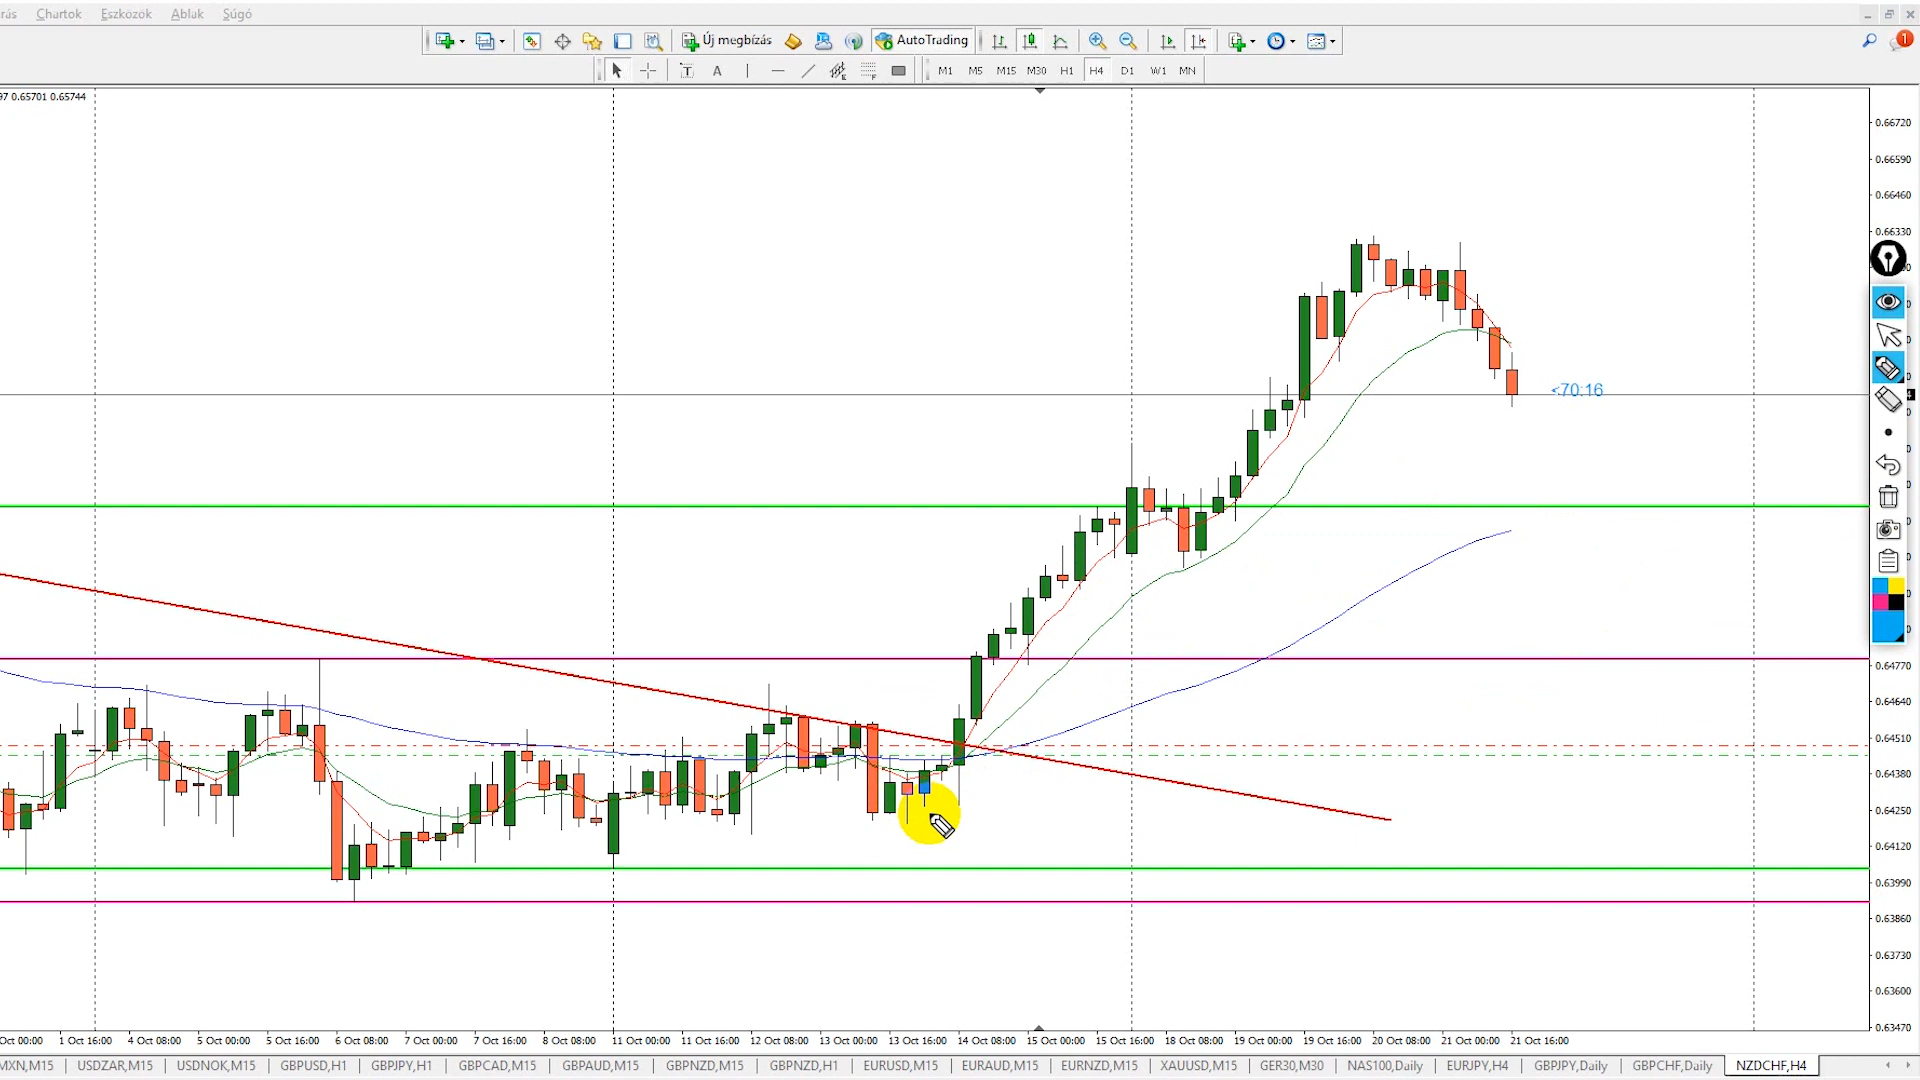 Chartok Eszközök Ablak Súgó
Új megbízás AutoTrading
1
T A E F M1 M5 M15 M30 H1 H4 D1 W1 MN
97 0.65701 0.65744
0.66720
0.66590
0.66460
0.66330
<70:16
0.64770
0.64640
0.64510
0.64380
0.64250
0.64120
0.63990
0.63860
0.63730
0.63600
0.63470
Oct 00:00 1 Oct 16:00 4 Oct 08:00 5 Oct 00:00 5 Oct 16:00 6 Oct 08:00 7 Oct 00:00 7 Oct 16:00 8 Oct 08:00 11 Oct 00:00 11 Oct 16:00 12 Oct 08:00 13 Oct 00:00 13 Oct 16:00 14 Oct 08:00 15 Oct 00:00 15 Oct 16:00 18 Oct 08:00 19 Oct 00:00 19 Oct 16:00 20 Oct 08:00 21 Oct 00:00 21 Oct 16:00
MXN,M15 USDZAR,M15 USDNOK,M15 GBPUSD,H1 GBPJPY,H1 GBPCAD,M15 GBPAUD,M15 GBPNZD,M15 GBPNZD,H1 EURUSD,M15 EURAUD,M15 EURNZD,M15 XAUUSD,M15 GER30,M30 NAS100,Daily EURJPY,H4 GBPJPY,Daily GBPCHF,Daily NZDCHF,H4